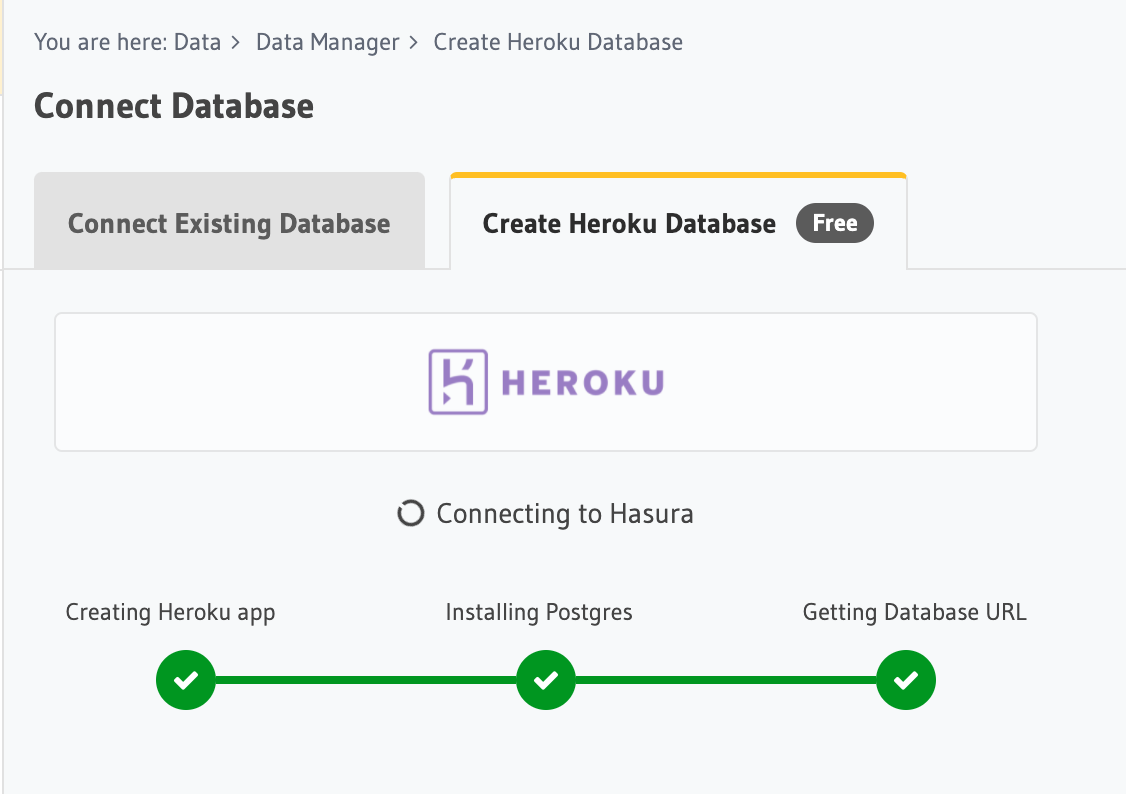 You are here: Data > Data Manager > Create Heroku Database
Connect Database
Connect Existing Database
Create Heroku Database Free
HEROKU
Connecting to Hasura
Creating Heroku app
Installing Postgres
Getting Database URL